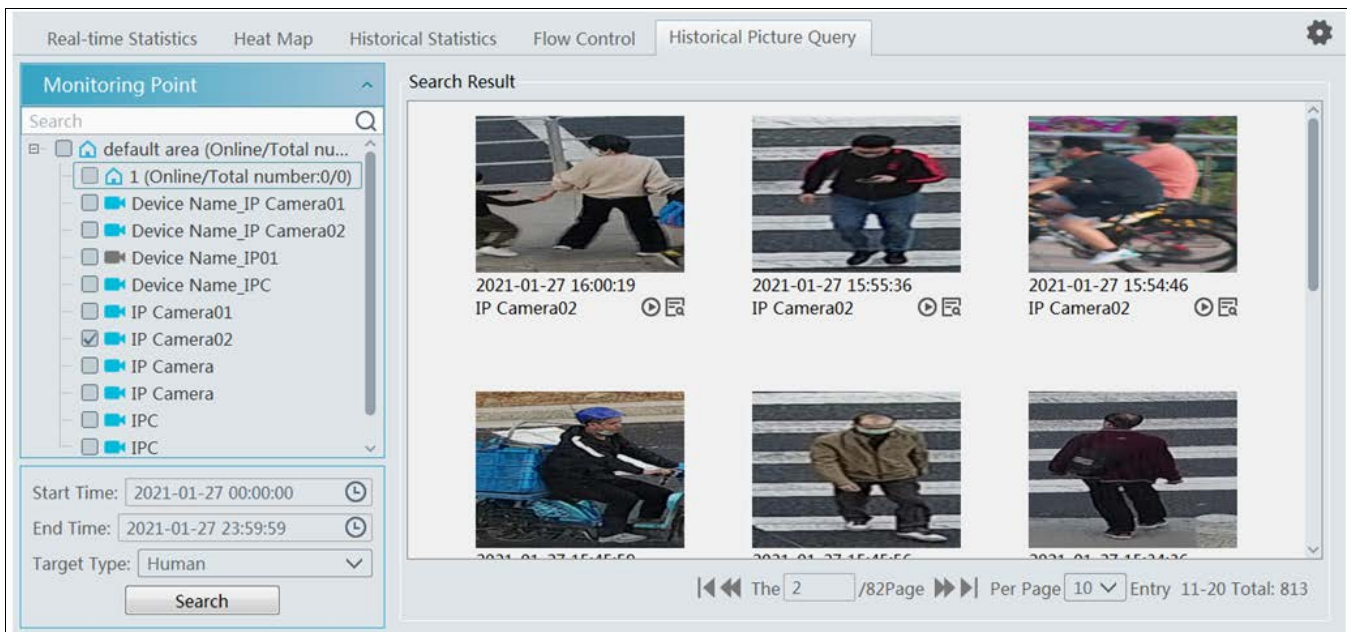 Real-time Statistics Heat Map Historical Statistics Flow Control Historical Picture Query
Monitoring Point
Search
default area (Online/Total nu...
1 (Online/Total number:0/0)
Device Name_IP Camera01
Device Name_IP Camera02
Device Name_IP01
Device Name_IPC
IP Camera01
IP Camera02
IP Camera
IP Camera
IPC
IPC
Start Time: 2021-01-27 00:00:00
End Time: 2021-01-27 23:59:59
Target Type: Human
Search
Search Result
2021-01-27 16:00:19 2021-01-27 15:55:36 2021-01-27 15:54:46
IP Camera02 IP Camera02 IP Camera02
The 2 /82Page Per Page 10 Entry 11-20 Total: 813